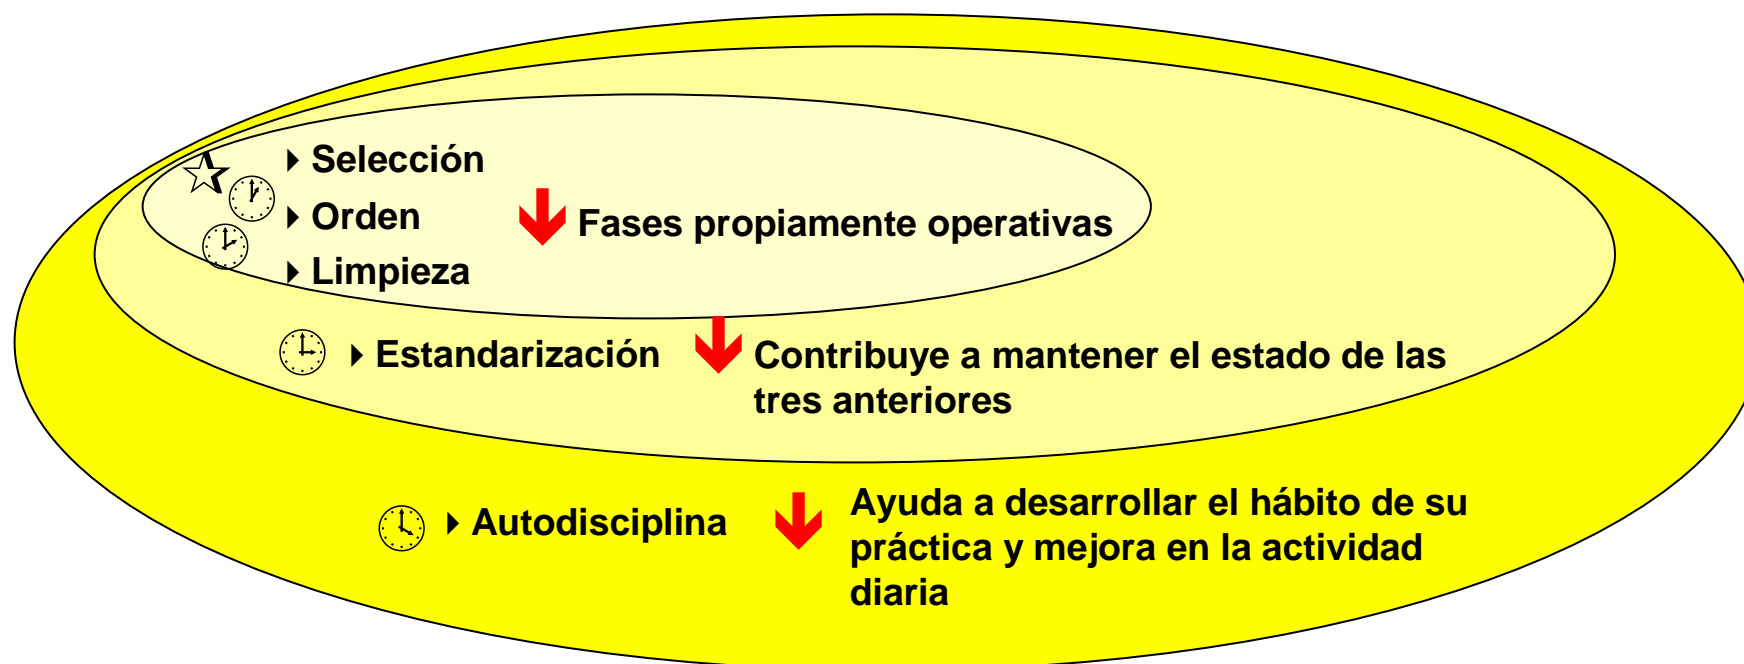 Selección
Orden
Fases propiamente operativas
Limpieza
Estandarización
Contribuye a mantener el estado de las
tres anteriores
Autodisciplina
Ayuda a desarrollar el hábito de su
práctica y mejora en la actividad
diaria